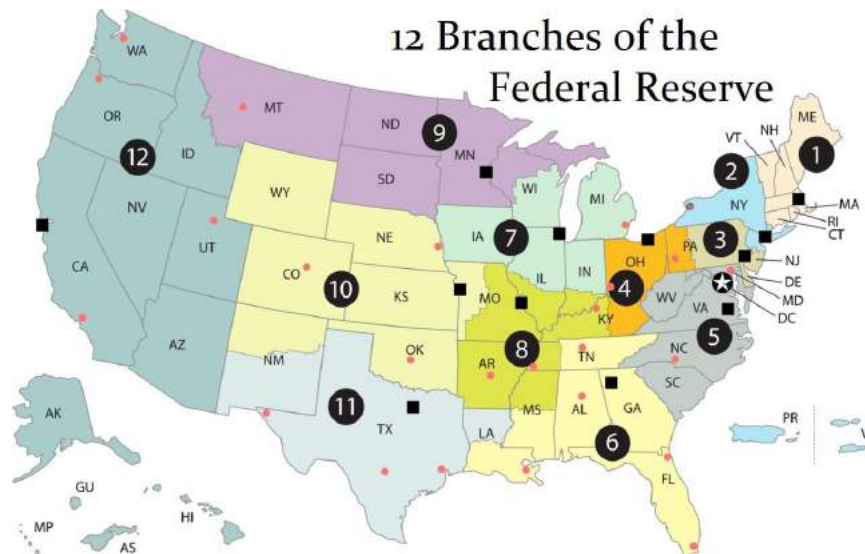 12 Branches of the
Federal Reserve
WA
MT
ND
ME
OR
9
MN
VT
NH
1
12
ID
SD
WI
2
WY
MI
NY
MA
RI
CT
NV
IA
7
3
NE
PA
NJ
UT
OH
CA
CO
IL
IN
4
DE
MD
DC
10
KS
MO
WV
VA
KY
5
AZ
8
NC
NM
OK
AR
TN
SC
11
MS
AL
GA
AK
TX
LA
6
PR
V
GU
FL
HI
MP
AS